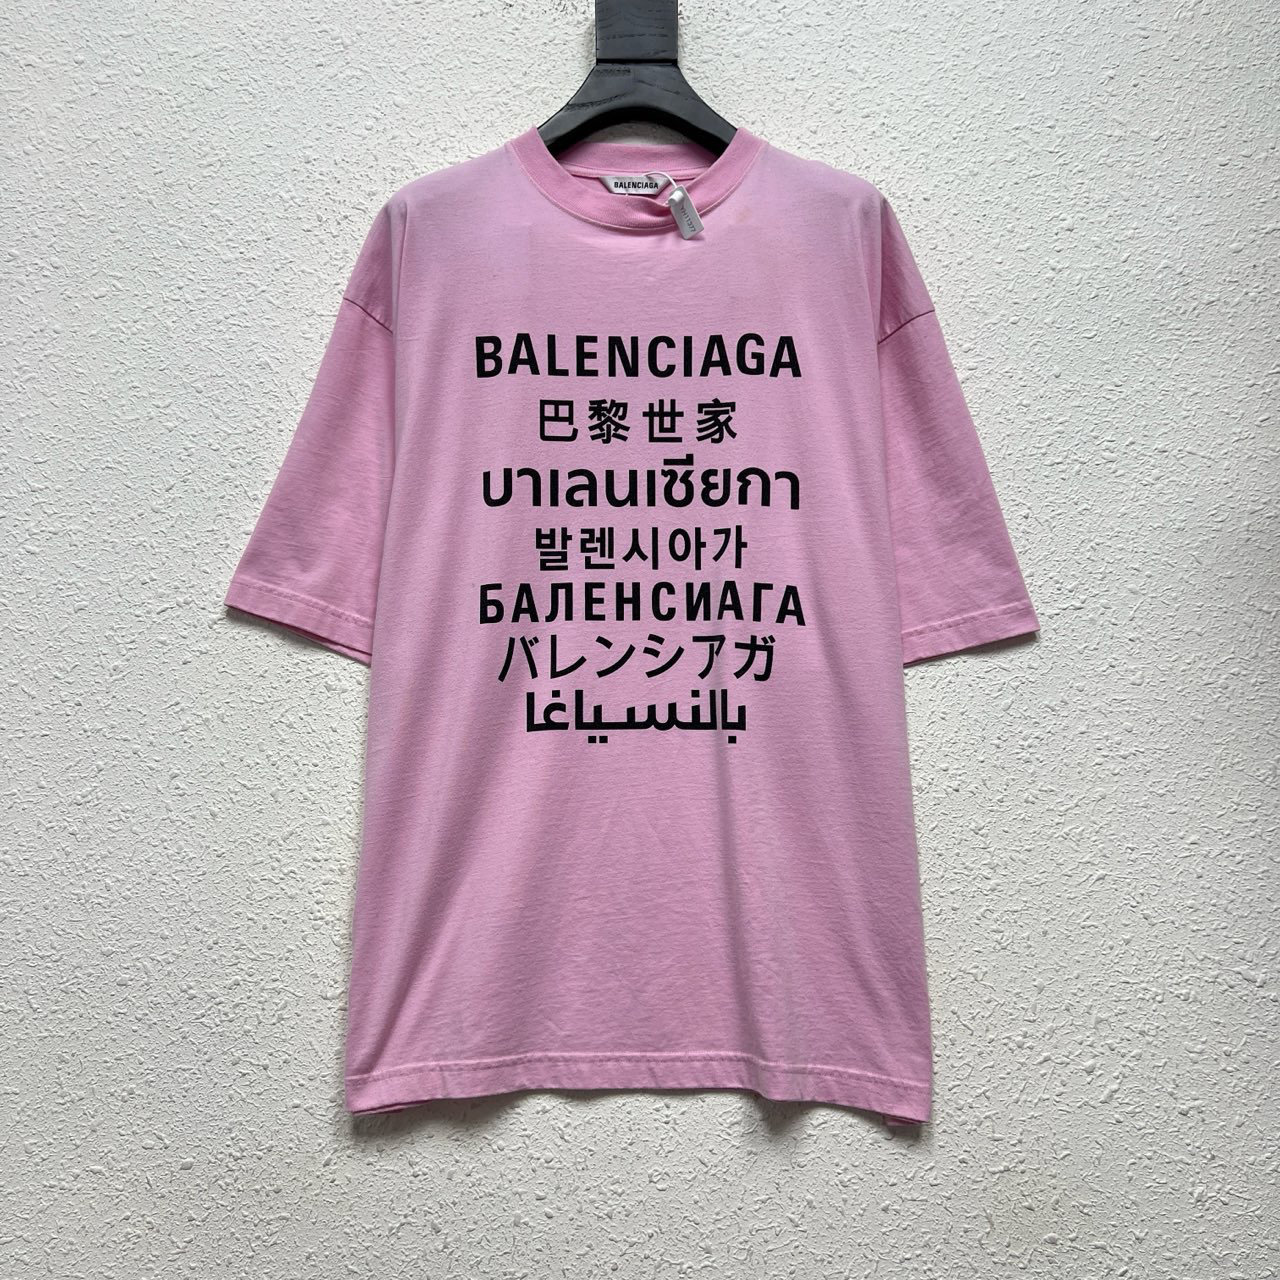 BALENCIAGA
BALENCIAGA
巴黎世家
บาเลนเซียกา
발렌시아가
БАЛЕНСИАГА
バレンシアガ
بالنسياغا